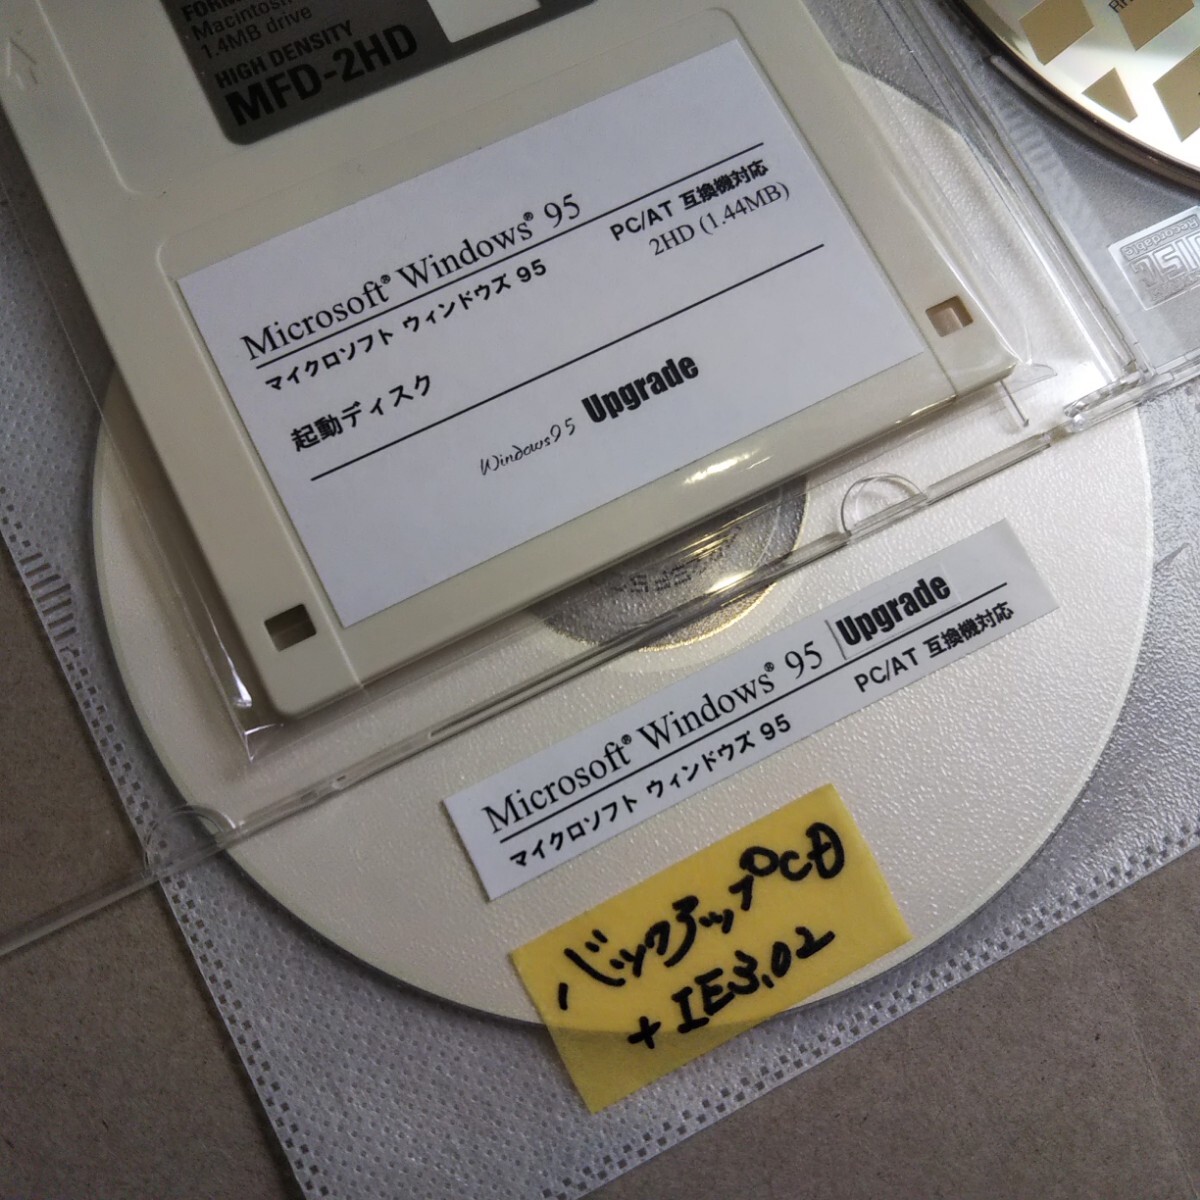 Macintosh
1.4MB drive
HIGH DENSITY
MFD-2HD
Microsoft® Windows® 95
マイクロソフト ウィンドウズ 95
PC/AT 互換機対応
2HD (1.44MB)
起動ディスク
Windows95 Upgrade
Recordable
Microsoft® Windows® 95 Upgrade
マイクロソフト ウィンドウズ 95
PC/AT 互換機対応
バックアップCD
+IE3.02